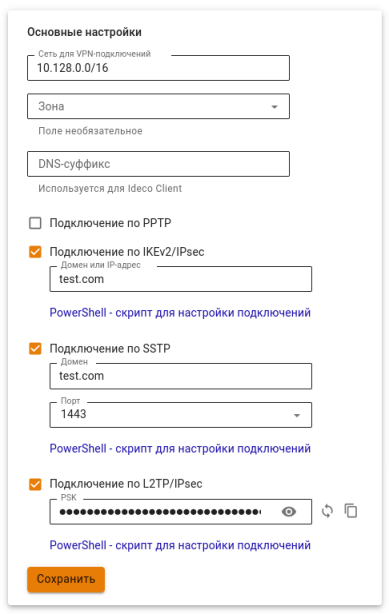 Основные настройки
Сеть для VPN-подключений
10.128.0.0/16
Зона
Поле необязательное
DNS-суффикс
Используется для Ideco Client
Подключение по PPTP
Подключение по IKEv2/IPsec
Домен или IP-адрес
test.com
PowerShell - скрипт для настройки подключений
Подключение по SSTP
Домен
test.com
Порт
1443
PowerShell - скрипт для настройки подключений
Подключение по L2TP/IPsec
PSK
PowerShell - скрипт для настройки подключений
Сохранить